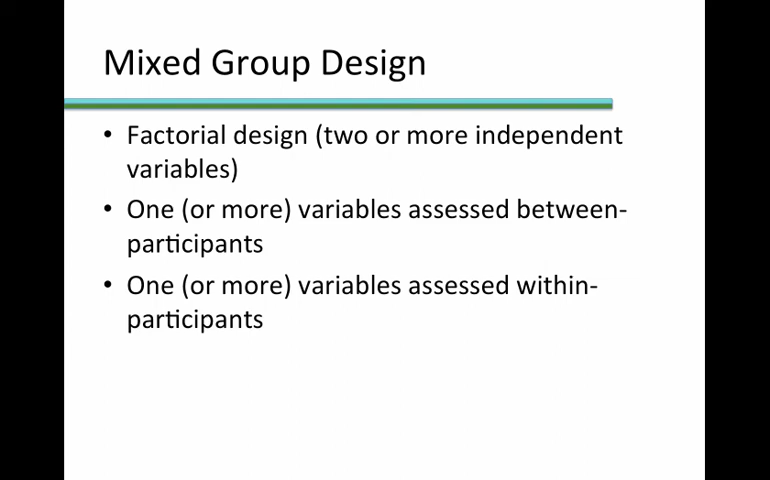 Mixed Group Design
• Factorial design (two or more independent
variables)
• One (or more) variables assessed between-
participants
• One (or more) variables assessed within-
participants